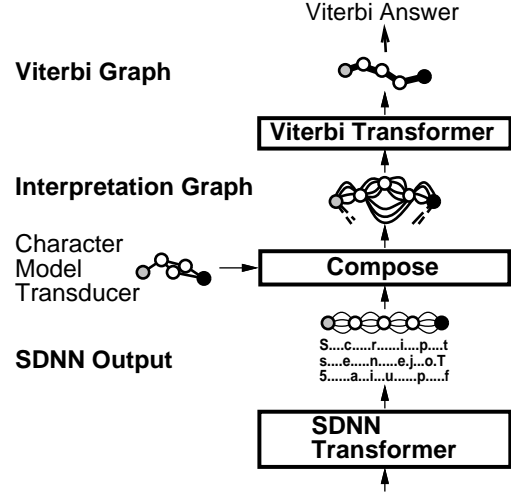 Viterbi Answer
Viterbi Graph
Viterbi Transformer
Interpretation Graph
Character
Model
Transducer
Compose
S....c.....r......i....p....t
s....e....n....e.j...o.T
5......a...i...u......p.....f
SDNN Output
SDNN
Transformer